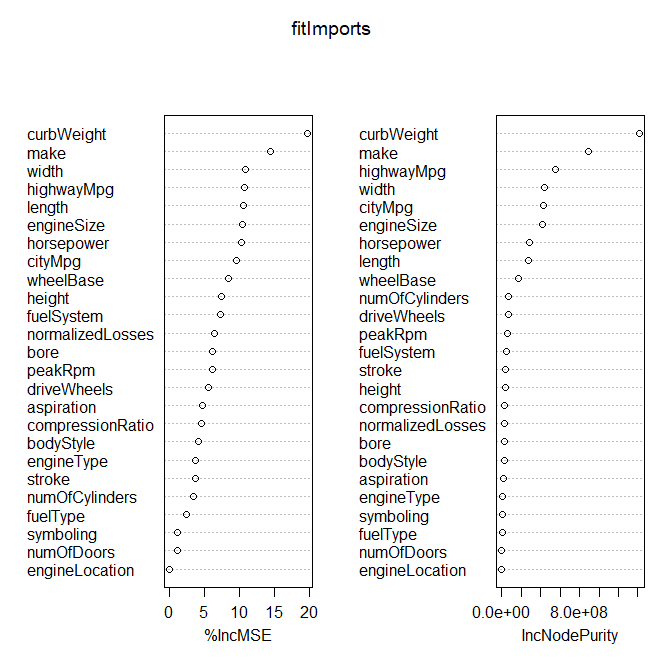 fitImports
curbWeight
make
width
highwayMpg
length
engineSize
horsepower
cityMpg
wheelBase
height
fuelSystem
normalizedLosses
bore
peakRpm
driveWheels
aspiration
compressionRatio
bodyStyle
engineType
stroke
numOfCylinders
fuelType
symboling
numOfDoors
engineLocation
0 5 10 15 20
%IncMSE
curbWeight
make
highwayMpg
width
cityMpg
engineSize
horsepower
length
wheelBase
numOfCylinders
driveWheels
peakRpm
fuelSystem
stroke
height
compressionRatio
normalizedLosses
bore
bodyStyle
aspiration
engineType
symboling
fuelType
numOfDoors
engineLocation
0.0e+00 8.0e+08
IncNodePurity